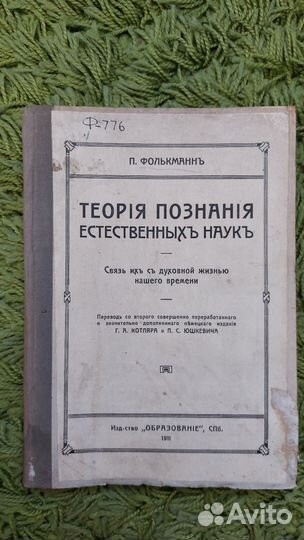 Ф-776
П. ФОЛЬКМАННЪ
ТЕОРІЯ ПОЗНАНІЯ
ЕСТЕСТВЕННЫХЪ НАУКЪ
Связь ихъ съ духовной жизнью
нашего времени
Переводъ со второго совершенно переработаннаго
и значительно дополненнаго нѣмецкаго изданія
Г. А. КОТЛЯРА и П. С. ЮШКЕВИЧА
Изд-ство „ОБРАЗОВАНІЕ", СПб.
1911
Avito